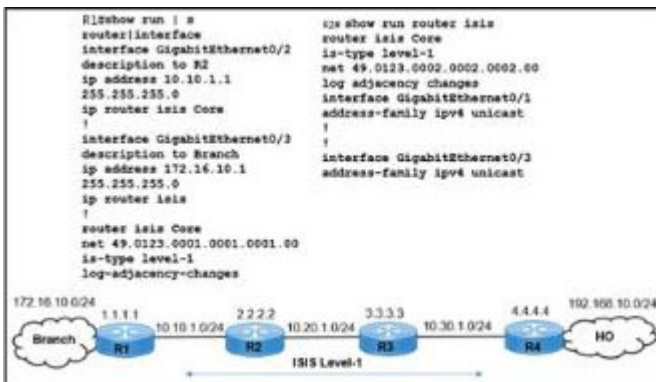 R1#show run | s
router|interface
interface GigabitEthernet0/2
description to R2
ip address 10.10.1.1
255.255.255.0
ip router isis Core
!
interface GigabitEthernet0/3
description to Branch
ip address 172.16.10.1
255.255.255.0
ip router isis
!
router isis Core
net 49.0123.0001.0001.0001.00
is-type level-1
log-adjacency-changes
R2# show run router isis
router isis Core
is-type level-1
net 49.0123.0002.0002.0002.00
log adjacency changes
interface GigabitEthernet0/1
address-family ipv4 unicast
!
!
interface GigabitEthernet0/3
address-family ipv4 unicast
172.16.10.0/24 1.1.1.1 2.2.2.2 3.3.3.3 4.4.4.4 192.168.10.0/24
10.10.1.0/24 10.20.1.0/24 10.30.1.0/24
Branch R1 R2 R3 R4 HO
ISIS Level-1